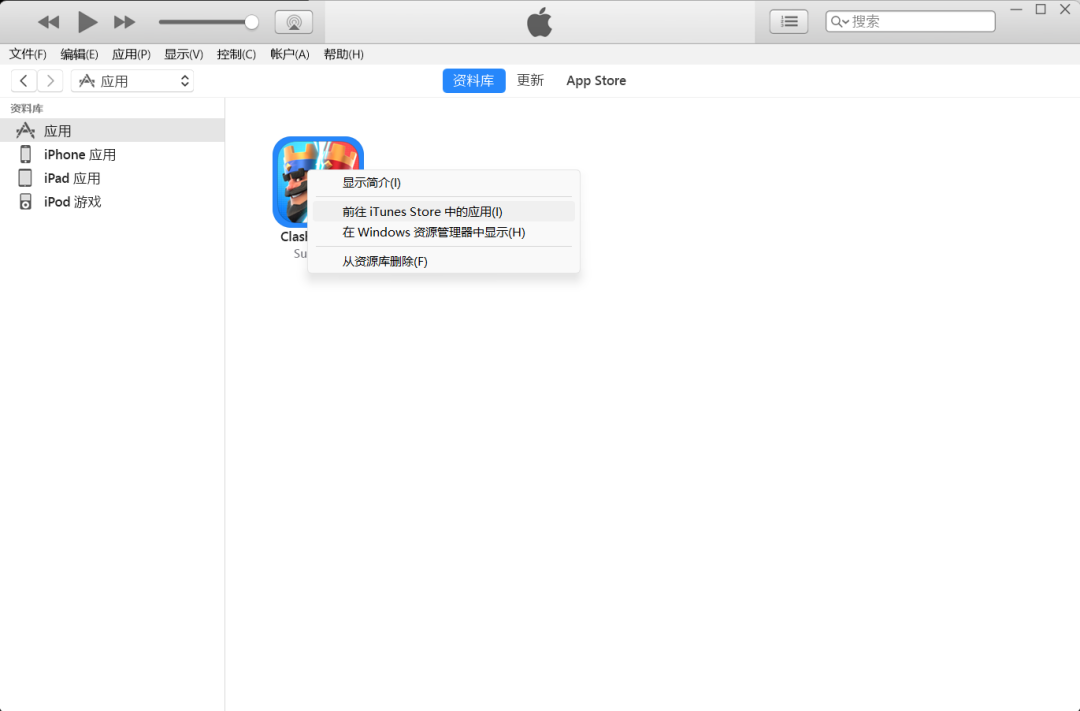 搜索
文件(F) 编辑(E) 应用(P) 显示(V) 控制(C) 帐户(A) 帮助(H)
应用 资料库 更新 App Store
资料库
应用
iPhone 应用
iPad 应用
iPod 游戏
显示简介(I)
前往 iTunes Store 中的应用(I)
在 Windows 资源管理器中显示(H)
从资源库删除(F)
Clas
Su